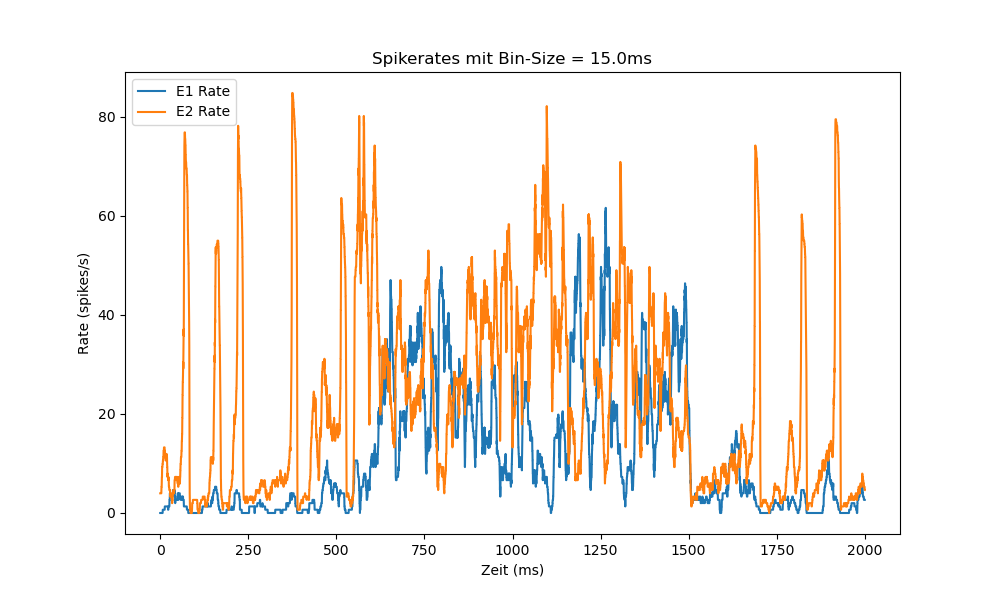 Spikerates mit Bin-Size = 15.0ms
E1 Rate
E2 Rate
Rate (spikes/s)
80
60
40
20
0
0 250 500 750 1000 1250 1500 1750 2000
Zeit (ms)